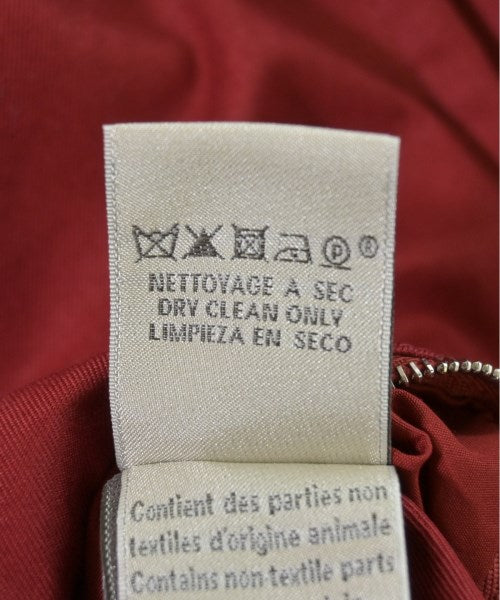 P ®
NETTOYAGE A SEC
DRY CLEAN ONLY
LIMPIEZA EN SECO
Contient des parties non
textiles d'origine animale
Contains non-textile parts